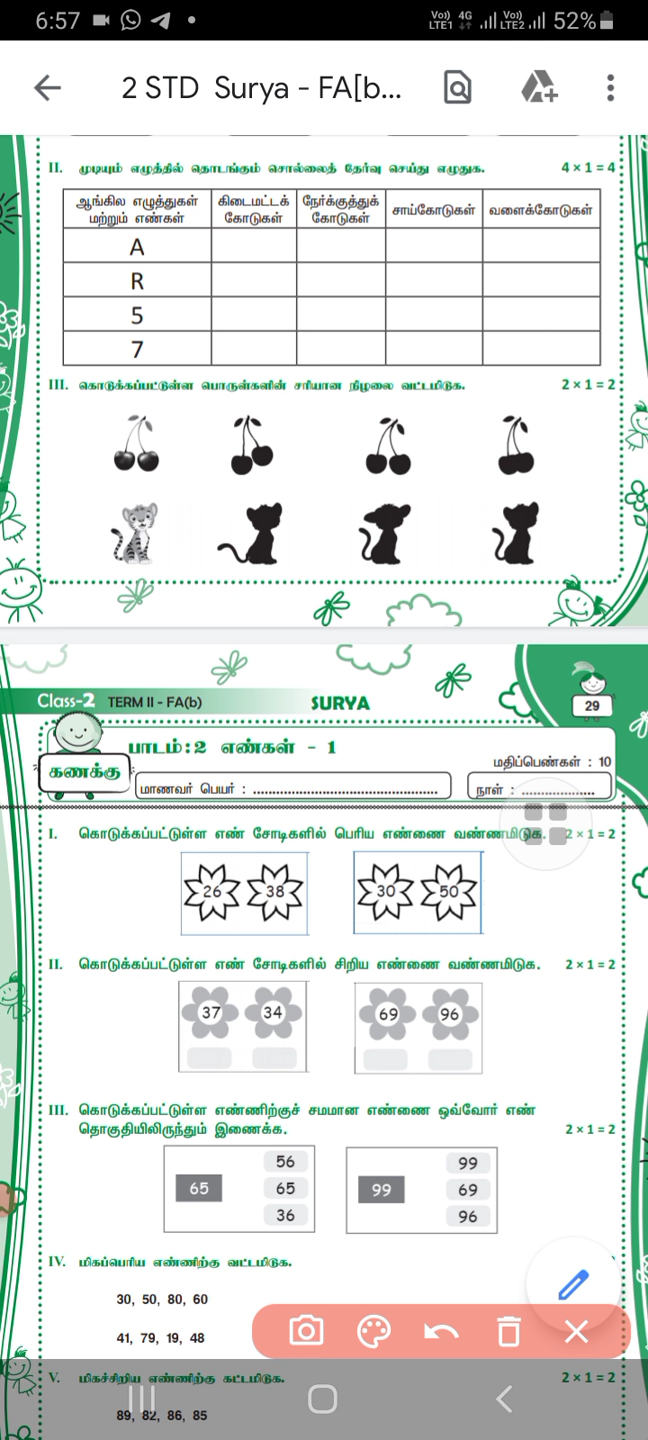 6:57
Vo) LTE1 4G Vo) LTE2 52%
2 STD Surya - FA[b...
II. முடியும் எழுத்தில் தொடங்கும் சொல்லைத் தேர்வு செய்து எழுதுக. 4 × 1 = 4
ஆங்கில எழுத்துகள் மற்றும் எண்கள் கிடைமட்டக் கோடுகள் நேர்க்குத்துக் கோடுகள் சாய்கோடுகள் வளைக்கோடுகள்
A
R
5
7
III. கொடுக்கப்பட்டுள்ள பொருள்களின் சரியான நிழலை வட்டமிடுக. 2 × 1 = 2
Class-2 TERM II - FA(b) SURYA 29
பாடம்:2 எண்கள் - 1
கணக்கு மதிப்பெண்கள் : 10
மாணவர் பெயர் : ................................................ நாள் : ...................
I. கொடுக்கப்பட்டுள்ள எண் சோடிகளில் பெரிய எண்ணை வண்ணமிடுக. 2 × 1 = 2
26 38 30 50
II. கொடுக்கப்பட்டுள்ள எண் சோடிகளில் சிறிய எண்ணை வண்ணமிடுக. 2 × 1 = 2
37 34 69 96
III. கொடுக்கப்பட்டுள்ள எண்ணிற்குச் சமமான எண்ணை ஒவ்வோர் எண்
தொகுதியிலிருந்தும் இணைக்க. 2 × 1 = 2
56 99
65 65 99 69
36 96
IV. மிகப்பெரிய எண்ணிற்கு வட்டமிடுக.
30, 50, 80, 60
41, 79, 19, 48
V. மிகச்சிறிய எண்ணிற்கு கட்டமிடுக. 2 × 1 = 2
89, 82, 86, 85